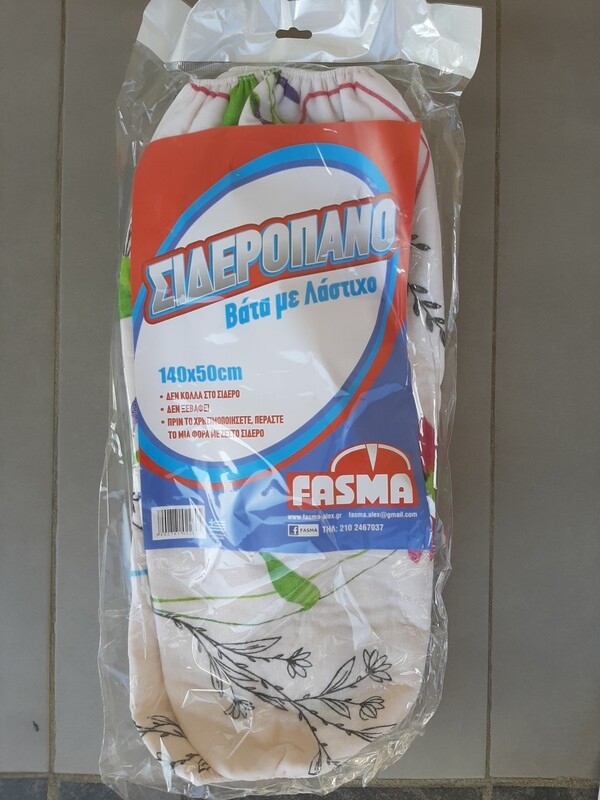 ΣΙΔΕΡΟΠΑΝΟ
Βάτα με Λάστιχο
140x50cm
• ΔΕΝ ΚΟΛΛΑ ΣΤΟ ΣΙΔΕΡΟ
• ΔΕΝ ΞΕΒΑΦΕΙ
• ΠΡΙΝ ΤΟ ΧΡΗΣΙΜΟΠΟΙΗΣΕΤΕ, ΠΕΡΑΣΤΕ
ΤΟ ΜΙΑ ΦΟΡΑ ΜΕ ΖΕΣΤΟ ΣΙΔΕΡΟ
FASMA
www.fasma-alex.gr fasma.alex@gmail.com
f FASMA ΤΗΛ: 210 2467037